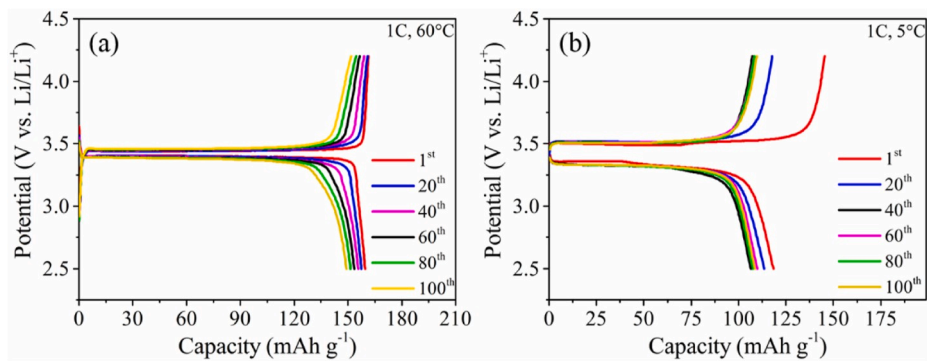 (a)
1C, 60°C
Potential (V vs. Li/Li⁺)
4.5
4.0
3.5
3.0
2.5
1ˢᵗ
20ᵗʰ
40ᵗʰ
60ᵗʰ
80ᵗʰ
100ᵗʰ
0 30 60 90 120 150 180 210
Capacity (mAh g⁻¹)
(b)
1C, 5°C
Potential (V vs. Li/Li⁺)
4.5
4.0
3.5
3.0
2.5
1ˢᵗ
20ᵗʰ
40ᵗʰ
60ᵗʰ
80ᵗʰ
100ᵗʰ
0 25 50 75 100 125 150 175
Capacity (mAh g⁻¹)